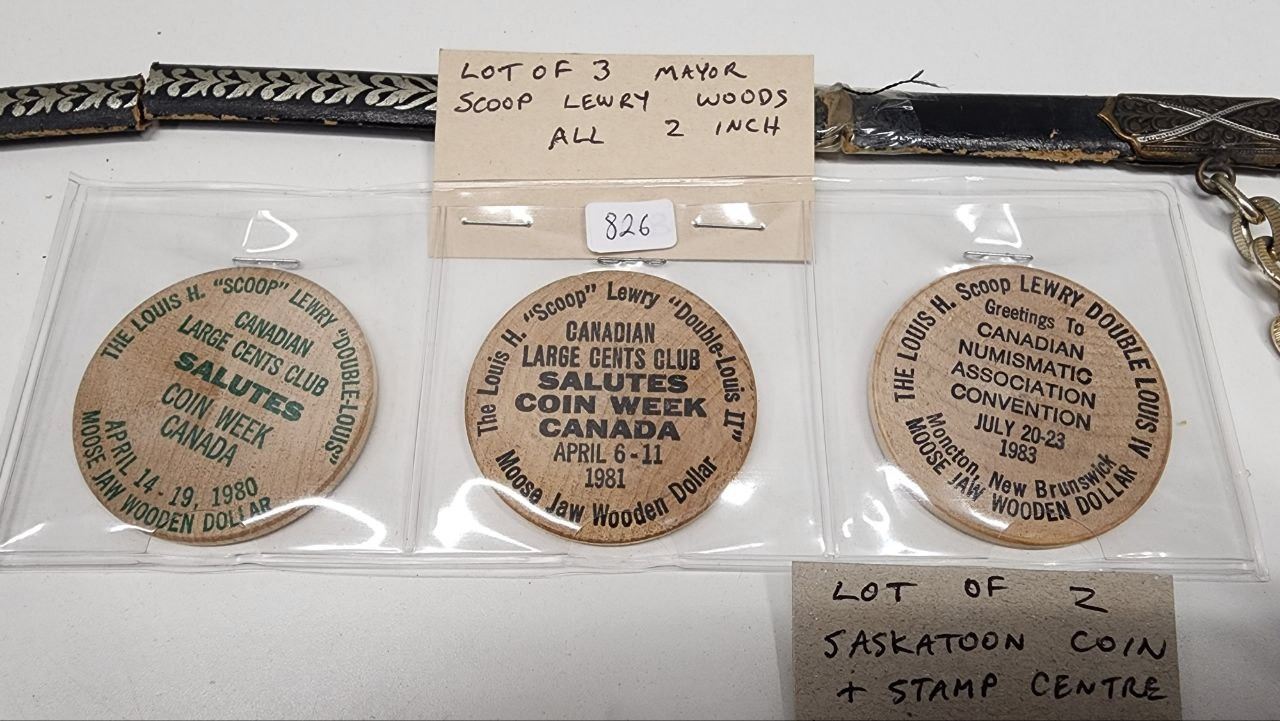 LOT OF 3 MAYOR
SCOOP LEWRY WOODS
ALL 2 INCH
826
THE LOUIS H. "SCOOP" LEWRY "DOUBLE-LOUIS"
CANADIAN
LARGE CENTS CLUB
SALUTES
COIN WEEK
CANADA
APRIL 14-19, 1980
MOOSE JAW WOODEN DOLLAR
The Louis H. "Scoop" Lewry "Double-Louis II"
CANADIAN
LARGE CENTS CLUB
SALUTES
COIN WEEK
CANADA
APRIL 6-11
1981
Moose Jaw Wooden Dollar
THE LOUIS H. Scoop LEWRY DOUBLE LOUIS IV
Greetings To
CANADIAN
NUMISMATIC
ASSOCIATION
CONVENTION
JULY 20-23
1983
Moncton, New Brunswick
MOOSE JAW WOODEN DOLLAR
LOT OF 2
SASKATOON COIN
+ STAMP CENTRE